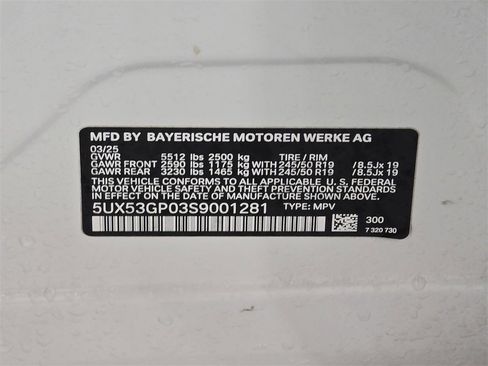 MFD BY BAYERISCHE MOTOREN WERKE AG
03/25
GVWR 5512 lbs 2500 kg TIRE / RIM
GAWR FRONT 2590 lbs 1175 kg WITH 245/50 R19 / 8.5Jx 19
GAWR REAR 3230 lbs 1465 kg WITH 245/50 R19 / 8.5Jx 19
THIS VEHICLE CONFORMS TO ALL APPLICABLE U.S. FEDERAL
MOTOR VEHICLE SAFETY AND THEFT PREVENTION STANDARDS
IN EFFECT ON THE DATE OF MANUFACTURE SHOWN ABOVE.
5UX53GP03S9001281 TYPE: MPV
300
7 320 730